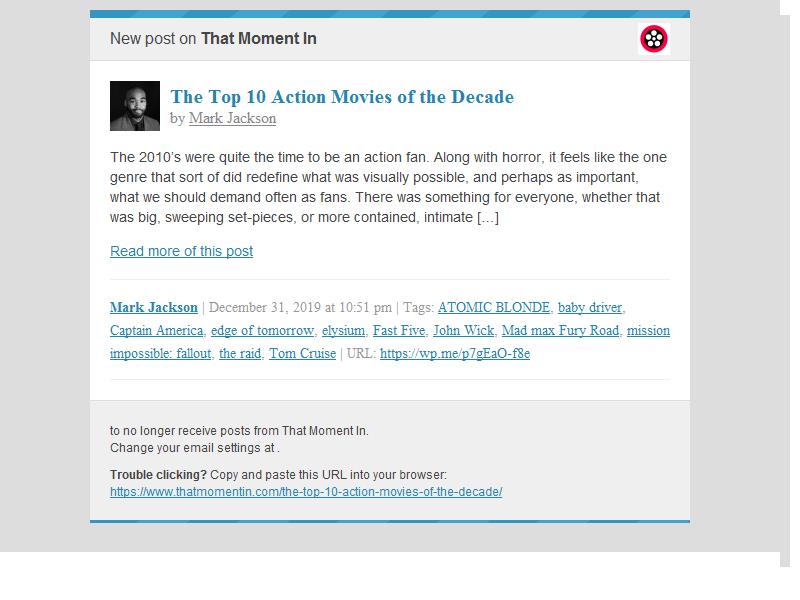 New post on That Moment In
The Top 10 Action Movies of the Decade
by Mark Jackson
The 2010's were quite the time to be an action fan. Along with horror, it feels like the one
genre that sort of did redefine what was visually possible, and perhaps as important,
what we should demand often as fans. There was something for everyone, whether that
was big, sweeping set-pieces, or more contained, intimate […]
Read more of this post
Mark Jackson | December 31, 2019 at 10:51 pm | Tags: ATOMIC BLONDE, baby driver,
Captain America, edge of tomorrow, elysium, Fast Five, John Wick, Mad max Fury Road, mission
impossible: fallout, the raid, Tom Cruise | URL: https://wp.me/p7gEaO-f8e
to no longer receive posts from That Moment In.
Change your email settings at .
Trouble clicking? Copy and paste this URL into your browser:
https://www.thatmomentin.com/the-top-10-action-movies-of-the-decade/